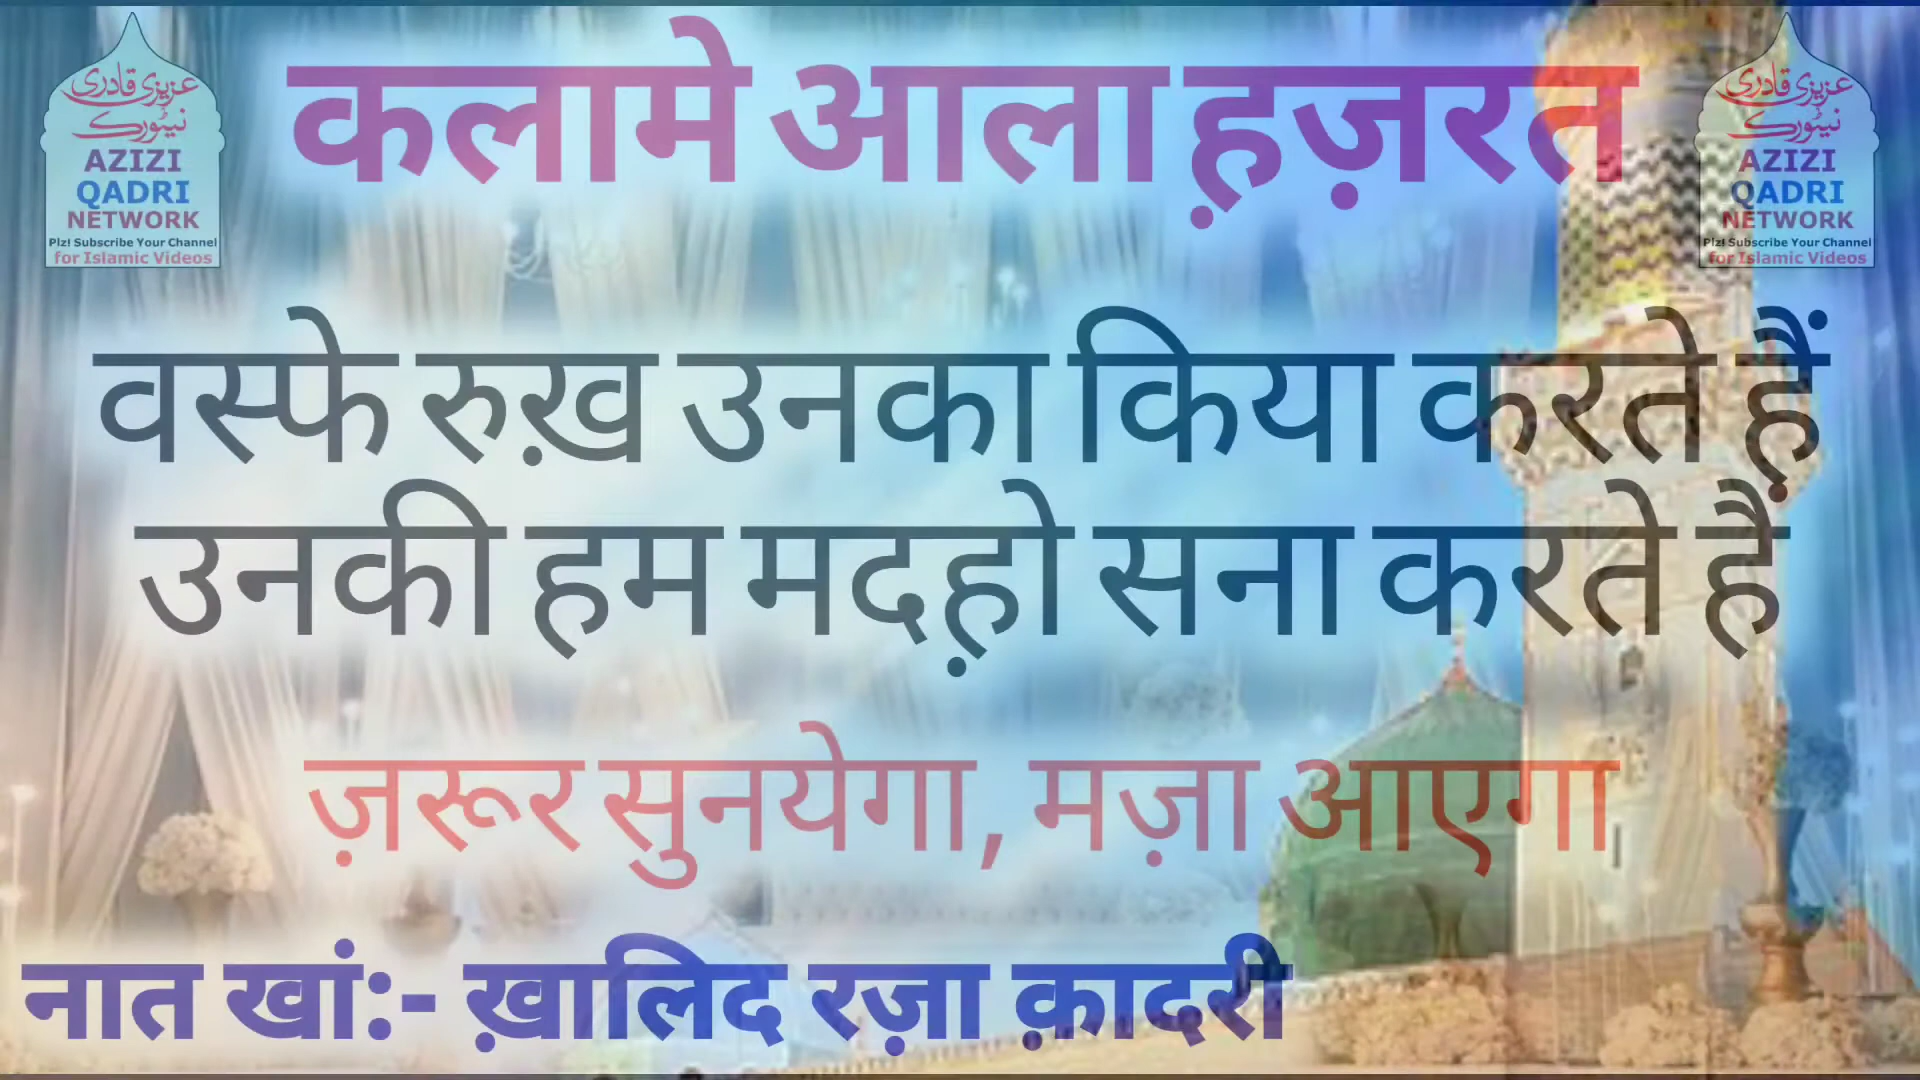 عزیزی قادری
نیٹورک
AZIZI
QADRI
NETWORK
Plz! Subscribe Your Channel
for Islamic Videos
कलामे आला ह़ज़रत
عزیزی قادری
نیٹورک
AZIZI
QADRI
NETWORK
Plz! Subscribe Your Channel
for Islamic Videos
वस्फे रुख़ उनका किया करते हैं़
उनकी हम मदह़ो सना करते हैं
ज़रूर सुनयेगा, मज़ा आएगा
नात खां:- ख़ालिद रज़ा क़ादरी